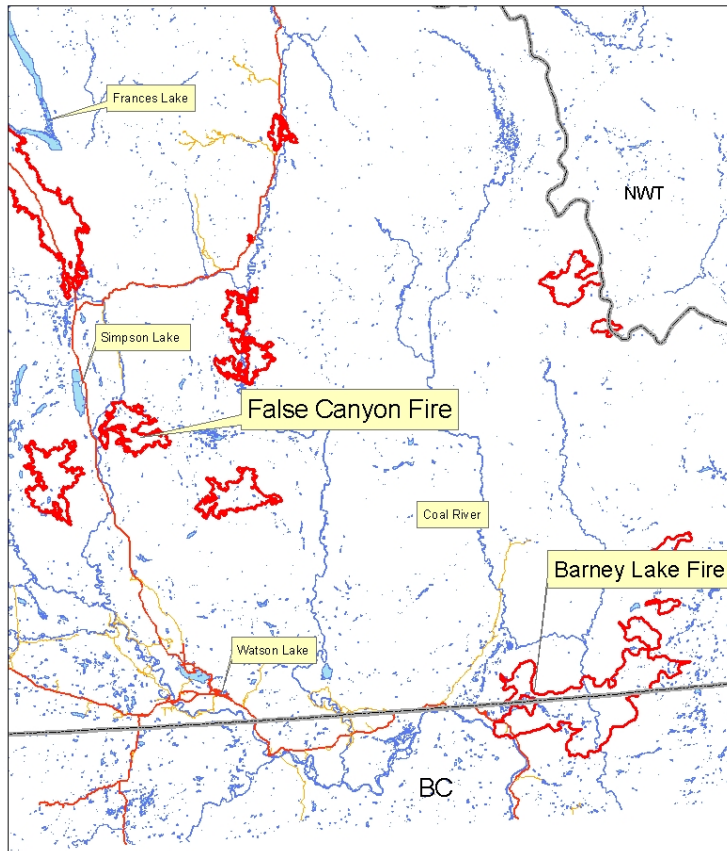 Frances Lake
NWT
Simpson Lake
False Canyon Fire
Coal River
Barney Lake Fire
Watson Lake
BC